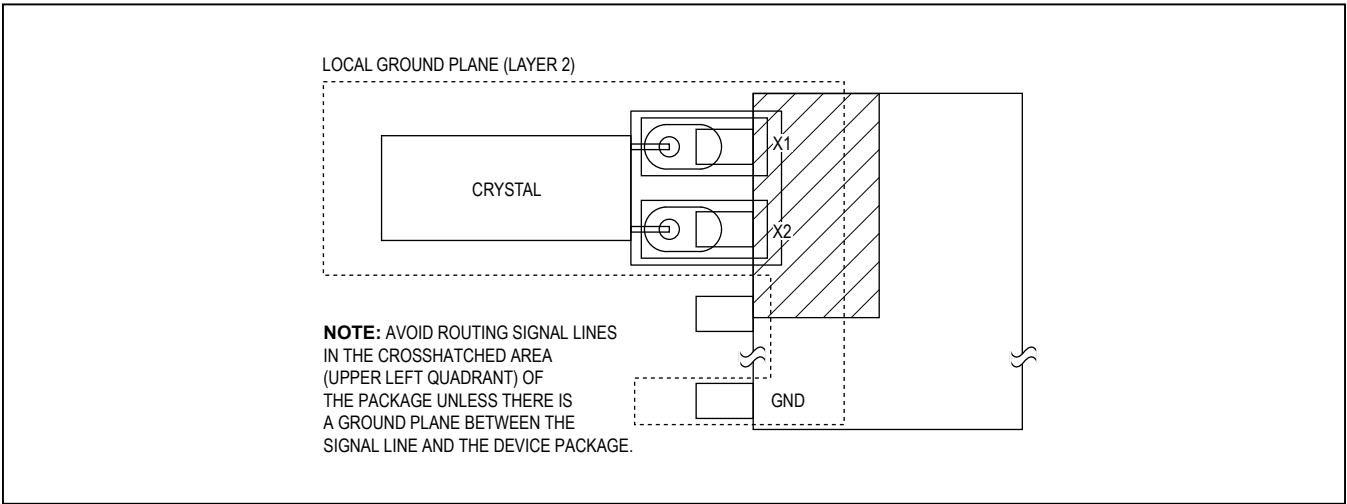 LOCAL GROUND PLANE (LAYER 2)
X1
CRYSTAL
X2
NOTE: AVOID ROUTING SIGNAL LINES
IN THE CROSSHATCHED AREA
(UPPER LEFT QUADRANT) OF
THE PACKAGE UNLESS THERE IS
A GROUND PLANE BETWEEN THE
SIGNAL LINE AND THE DEVICE PACKAGE.
GND